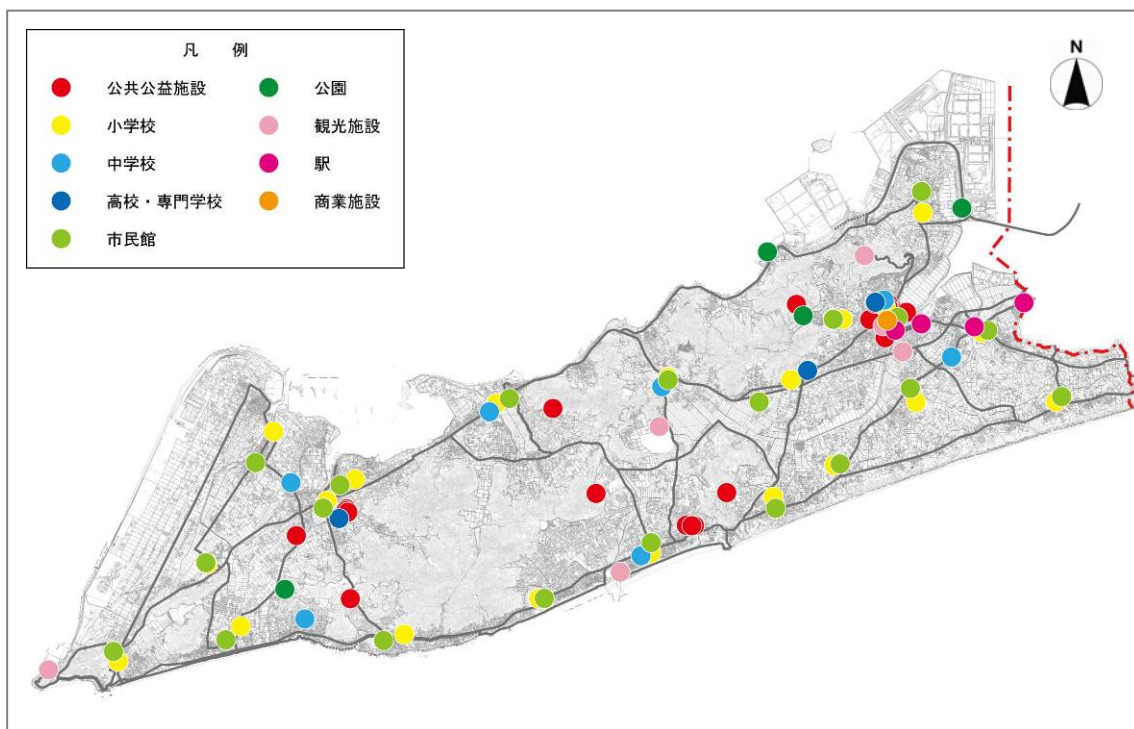 凡 例
公共公益施設
公園
小学校
観光施設
中学校
駅
高校・専門学校
商業施設
市民館
N